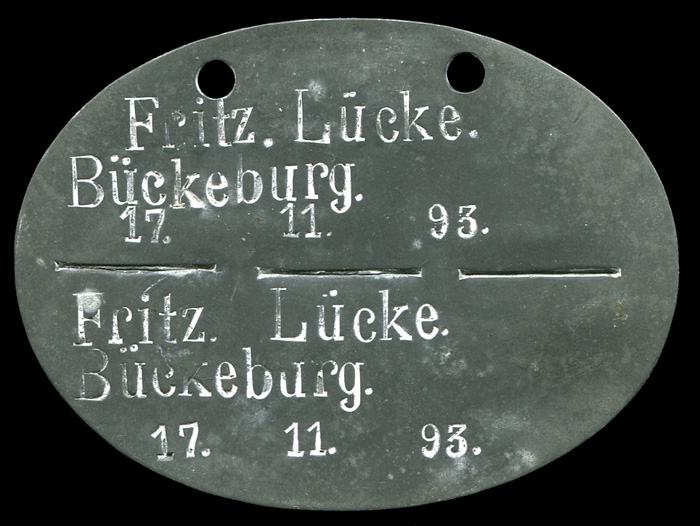 Fritz. Lücke.
Bückeburg.
17. 11. 93.
Fritz. Lücke.
Bückeburg.
17. 11. 93.